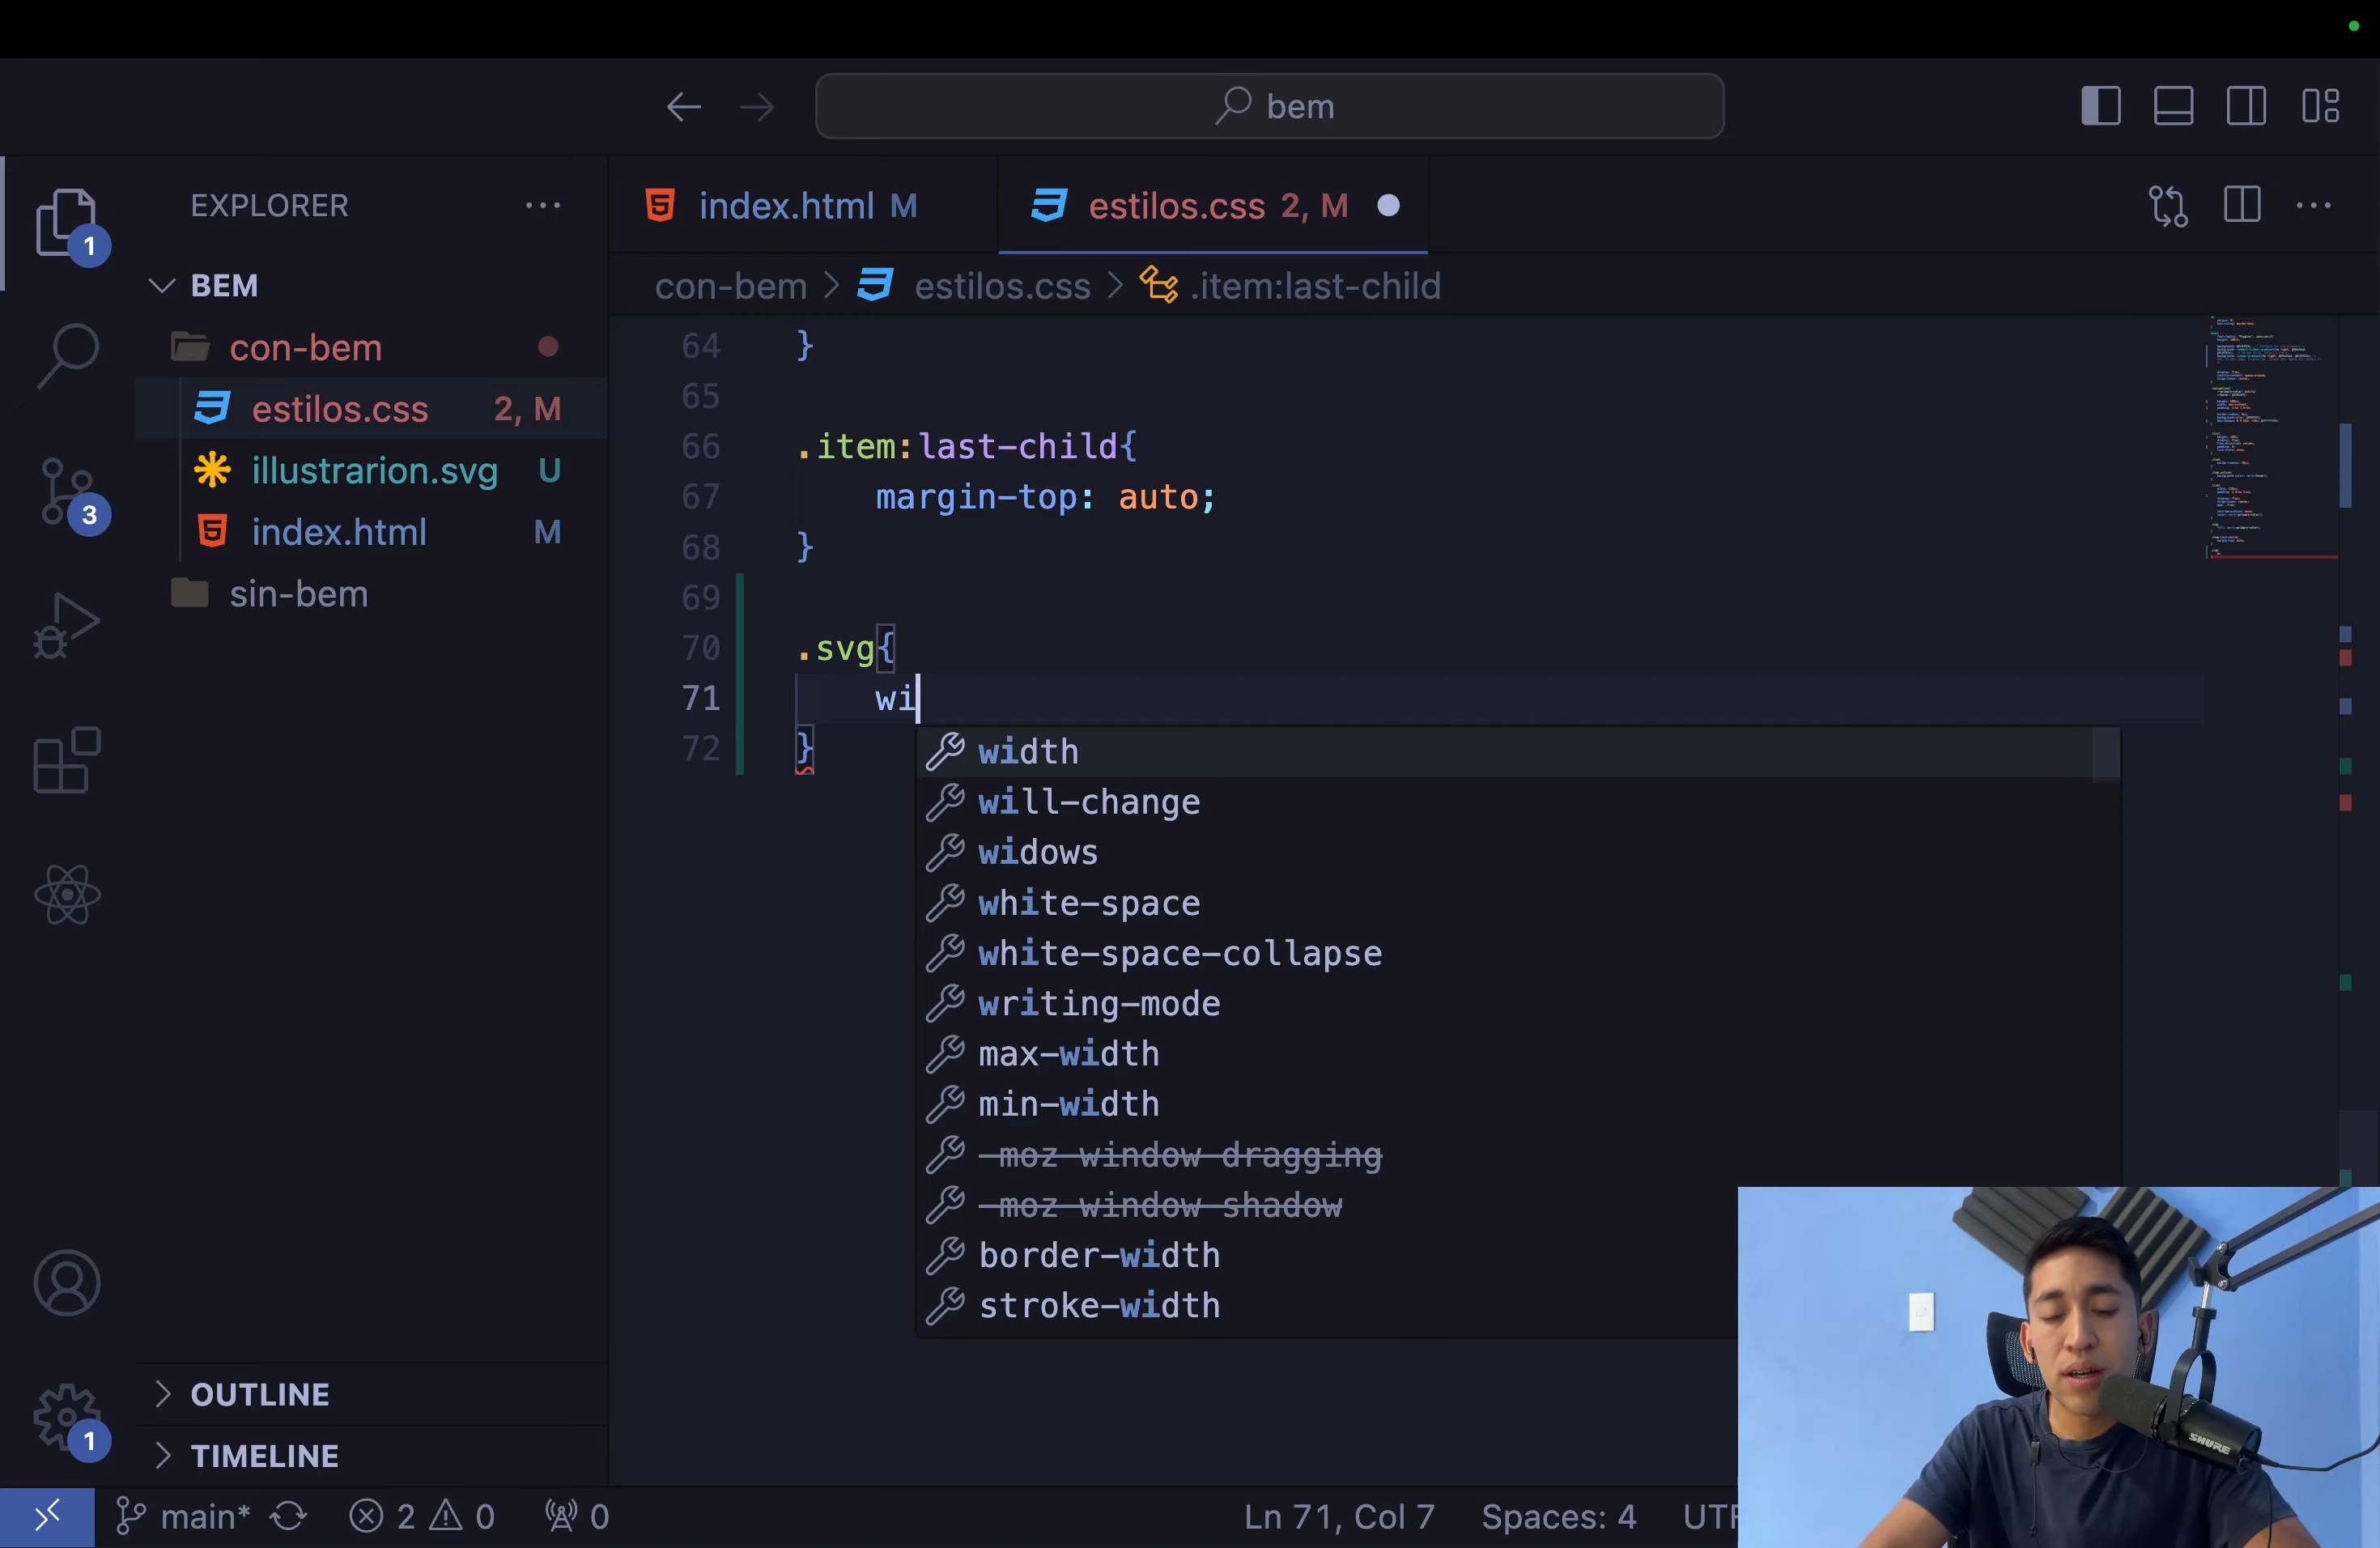 bem
EXPLORER
index.html M
estilos.css 2, M
1
BEM
con-bem
estilos.css 2, M
illustrarion.svg U
index.html M
sin-bem
3
con-bem > estilos.css > .item:last-child
64 }
65
66 .item:last-child{
67 margin-top: auto;
68 }
69
70 .svg{
71 wi
72 }
width
will-change
widows
white-space
white-space-collapse
writing-mode
max-width
min-width
-moz-window-dragging
-moz-window-shadow
border-width
stroke-width
OUTLINE
TIMELINE
1
main* 2 0 0
Ln 71, Col 7 Spaces: 4
SHURE